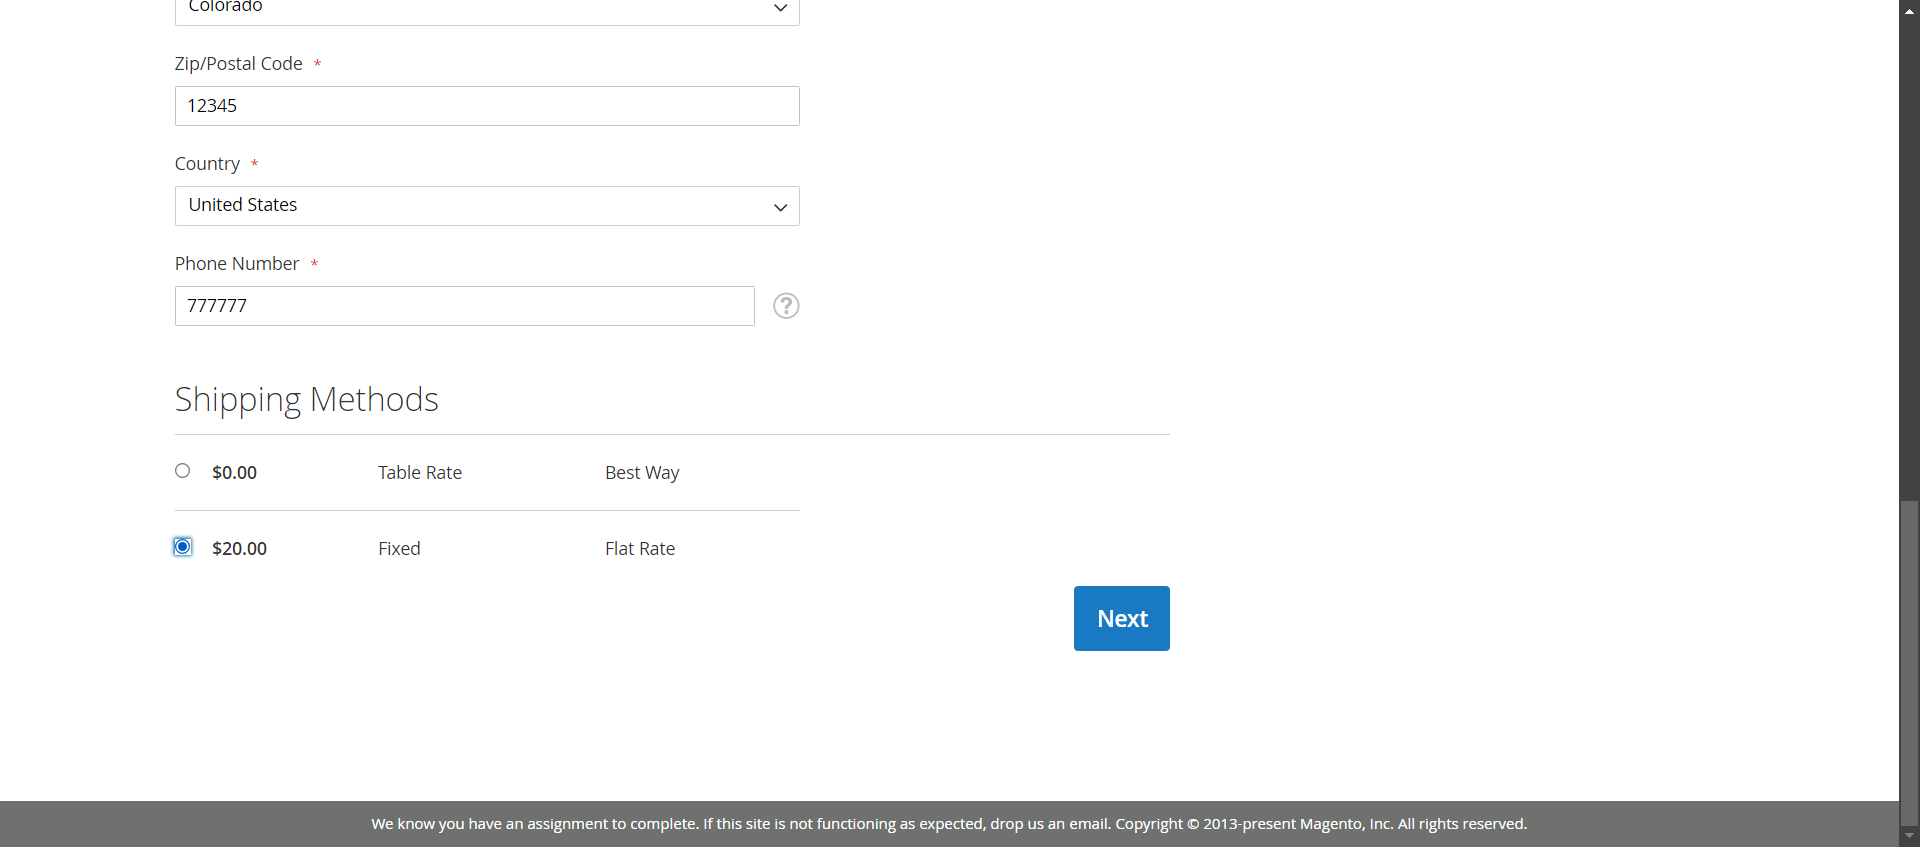 Colorado
Zip/Postal Code *
12345
Country *
United States
Phone Number *
777777
?
Shipping Methods
$0.00 Table Rate Best Way
$20.00 Fixed Flat Rate
Next
We know you have an assignment to complete. If this site is not functioning as expected, drop us an email. Copyright © 2013-present Magento, Inc. All rights reserved.